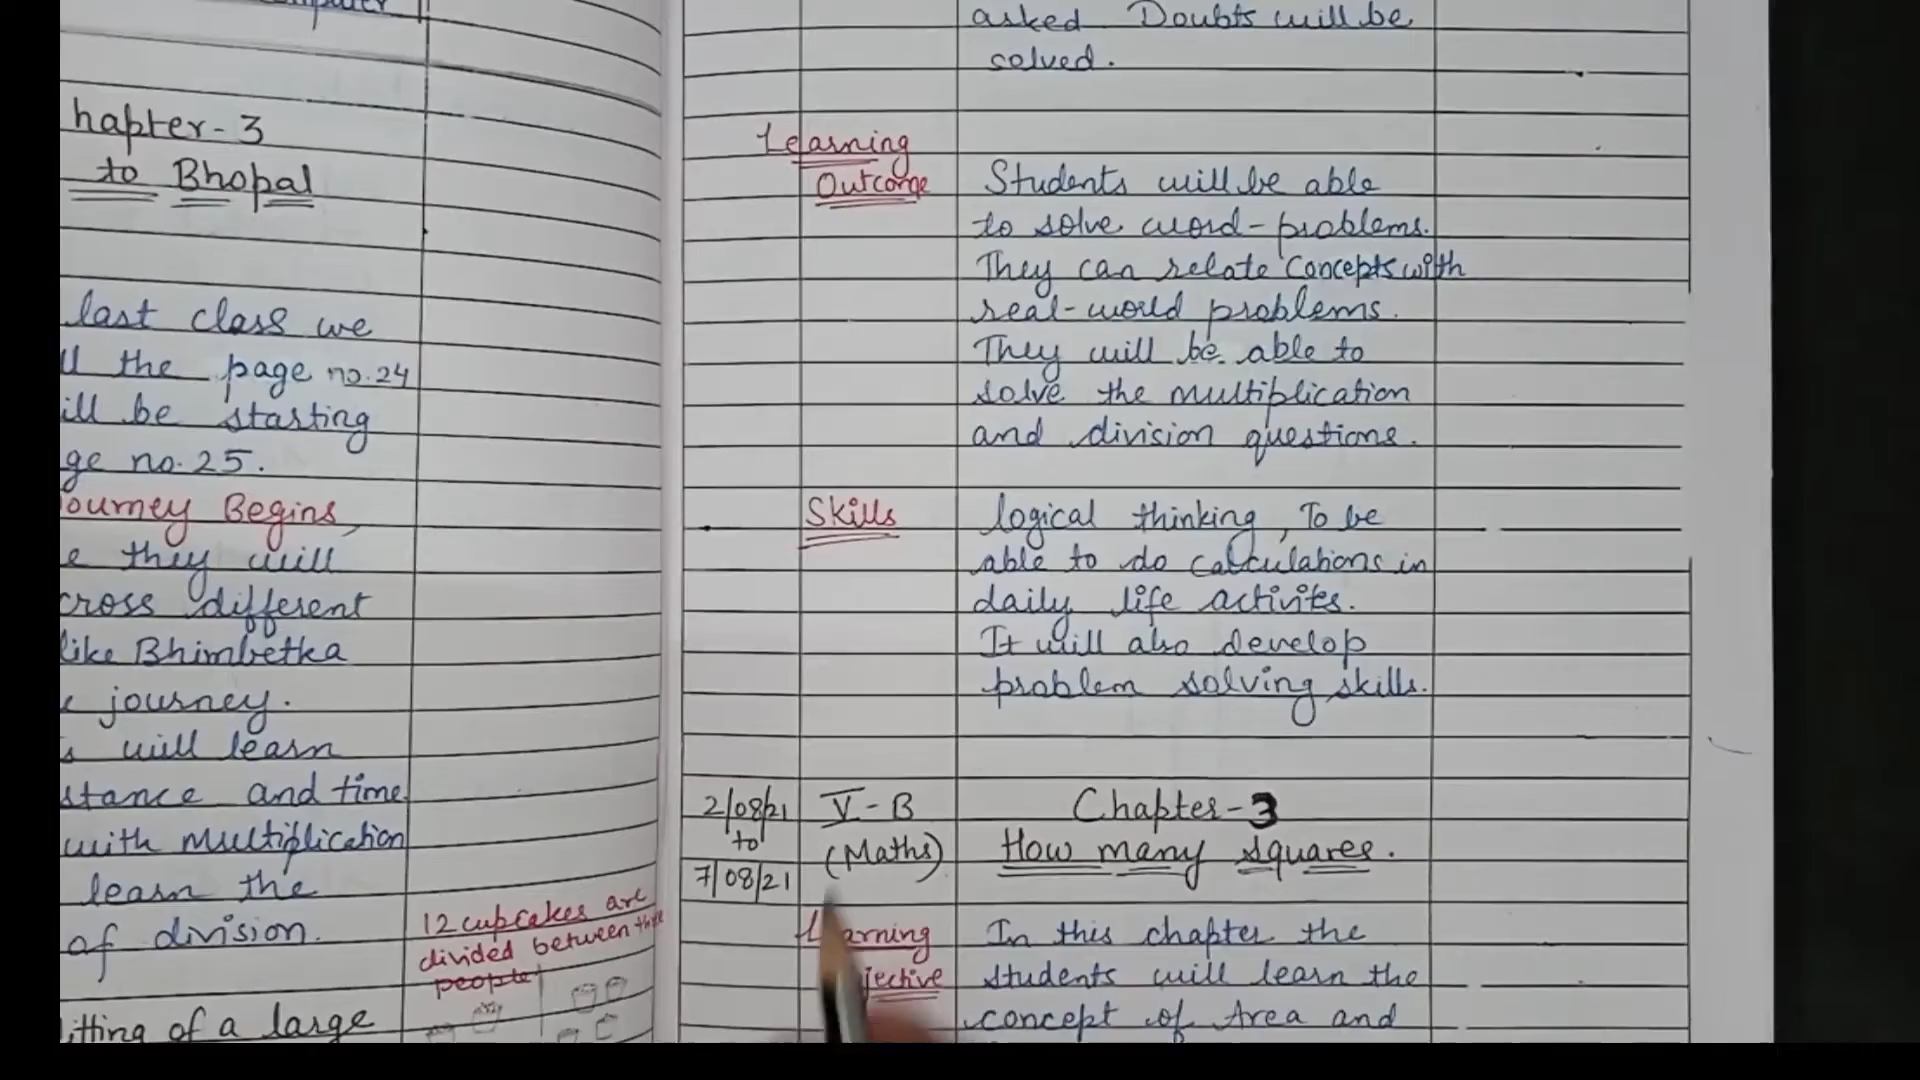 hapter-3
to Bhopal
last class we
ll the page no.24
ill be starting
ge no.25.
ourney Begins,
e they will
cross different
like Bhimbetka
journey.
s will learn
stance and time
with multiplication
learn the
of division.
itting of a large
12 cupcakes are
divided between three
people
asked Doubts will be
solved.
Learning
Outcome
Students will be able
to solve word-problems.
They can relate concepts with
real-world problems.
They will be able to
solve the multiplication
and division questions.
Skills
logical thinking, To be
able to do calculations in
daily life activites.
It will also develop
problem solving skills.
2/08/21
to
7/08/21
V-B
(Maths)
Chapter-3
How many squares.
Learning
jective
In this chapter the
students will learn the
concept of Area and